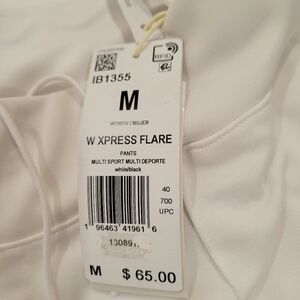 IB1355
RFID
M
WOMEN / MUJER
W XPRESS FLARE
PANTS
MULTI SPORT MULTI DEPORTE
white/black
40
700
UPC
1 96463 41961 6
M $ 65.00